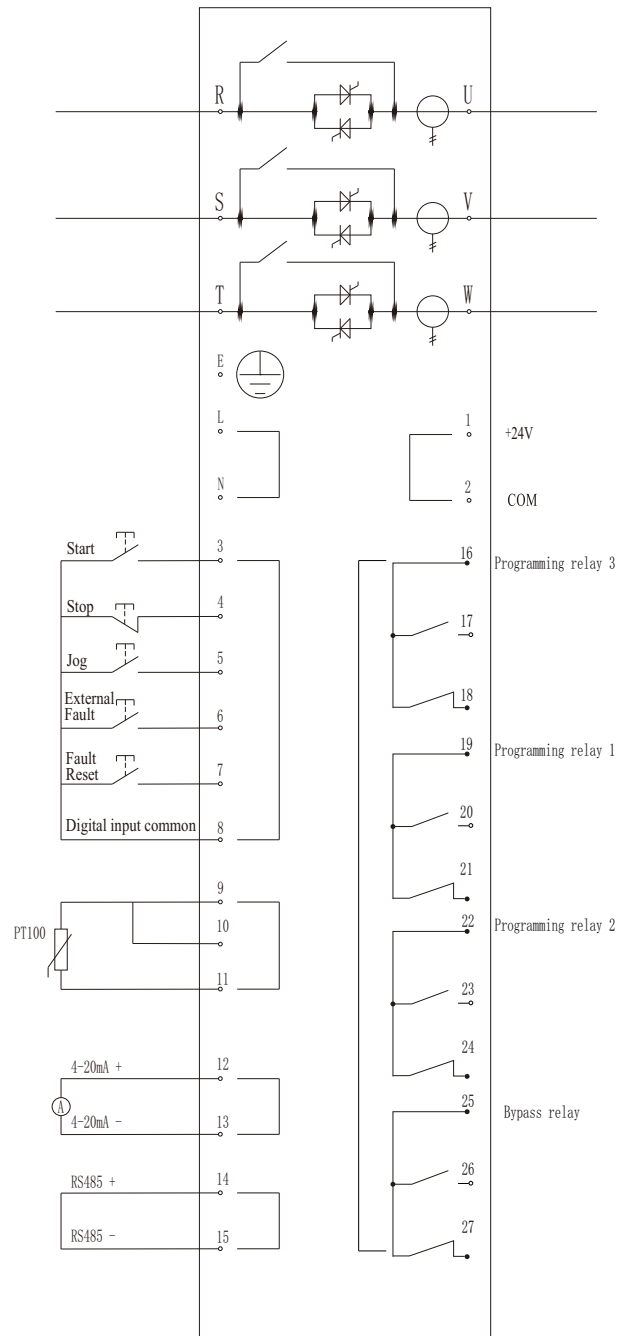 R U
S V
T W
E
L
1
+24V
N
2
COM
Start
3
16
Programming relay 3
Stop
4
17
Jog
5
External
Fault
6
18
19
Programming relay 1
Fault
Reset
7
20
Digital input common
8
21
9
PT100
10
22
Programming relay 2
11
23
24
4-20mA +
12
A
4-20mA -
13
25
Bypass relay
RS485 +
14
26
RS485 -
15
27